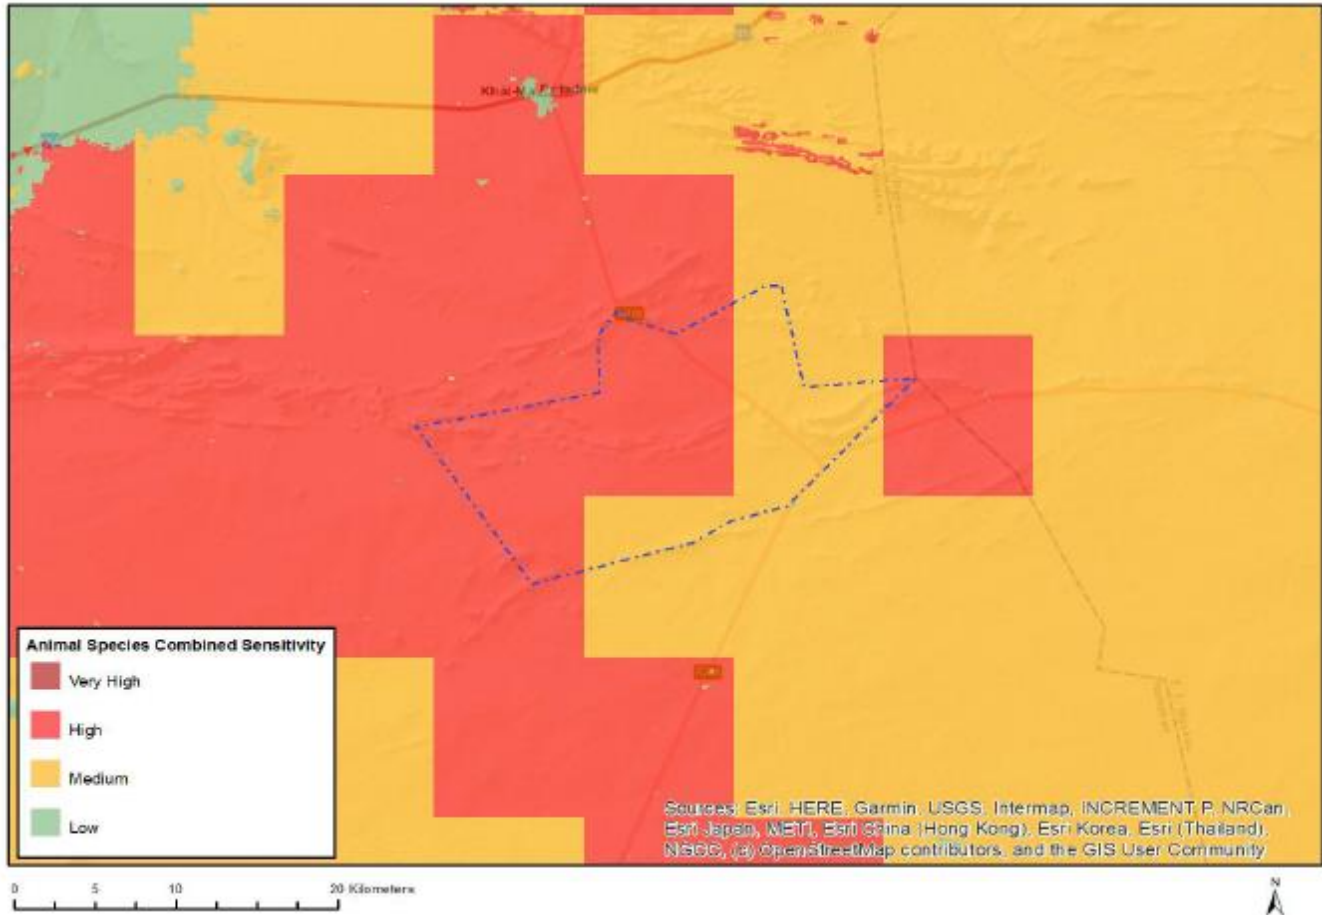 Animal Species Combined Sensitivity
Very High
High
Medium
Low
Sources: Esri, HERE, Garmin, USGS, Intermap, INCREMENT P, NRCan,
Esri Japan, METI, Esri China (Hong Kong), Esri Korea, Esri (Thailand),
NGCC, (c) OpenStreetMap contributors, and the GIS User Community
0 5 10 20 Kilometers
N